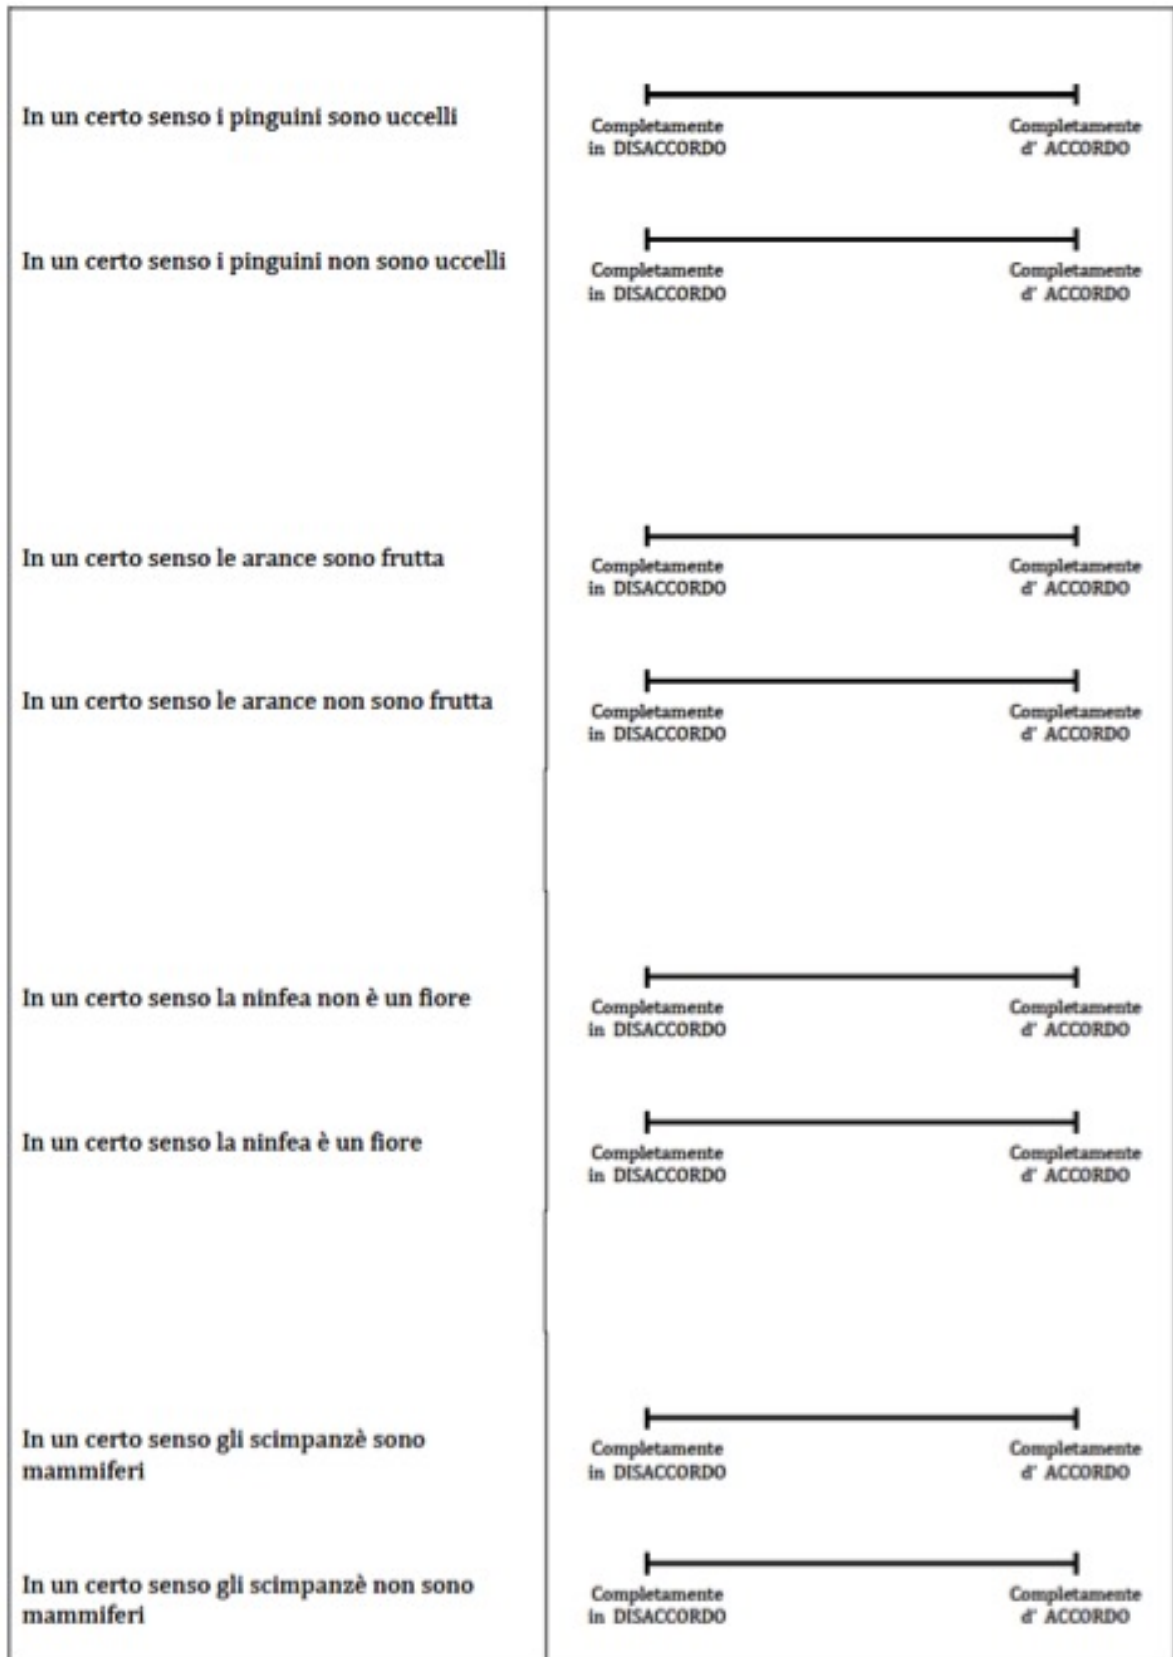 In un certo senso i pinguini sono uccelli
Completamente
in DISACCORDO
Completamente
d' ACCORDO
In un certo senso i pinguini non sono uccelli
Completamente
in DISACCORDO
Completamente
d' ACCORDO
In un certo senso le arance sono frutta
Completamente
in DISACCORDO
Completamente
d' ACCORDO
In un certo senso le arance non sono frutta
Completamente
in DISACCORDO
Completamente
d' ACCORDO
In un certo senso la ninfea non è un fiore
Completamente
in DISACCORDO
Completamente
d' ACCORDO
In un certo senso la ninfea è un fiore
Completamente
in DISACCORDO
Completamente
d' ACCORDO
In un certo senso gli scimpanzè sono
mammiferi
Completamente
in DISACCORDO
Completamente
d' ACCORDO
In un certo senso gli scimpanzè non sono
mammiferi
Completamente
in DISACCORDO
Completamente
d' ACCORDO